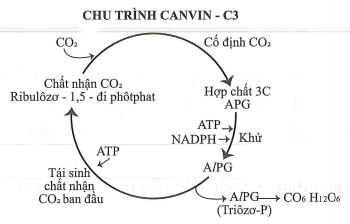 CHU TRÌNH CANVIN - C3
CO₂
Cố định CO₂
Chất nhận CO₂
Ribulôzơ - 1,5 - đi phôtphat
Hợp chất 3C
APG
ATP
NADPH
Khử
A/PG
ATP
Tái sinh
chất nhận
CO₂ ban đầu
A/PG
CO₆ H₁₂O₆
(Triôzơ-P)